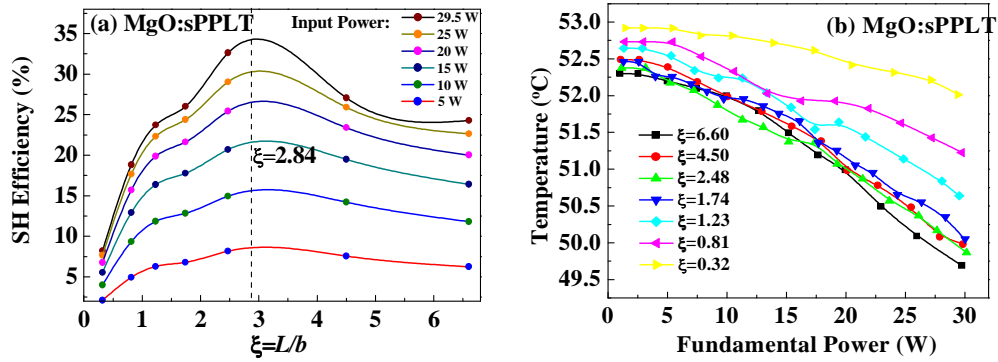 (a) MgO:sPPLT
Input Power:
29.5 W
25 W
20 W
15 W
10 W
5 W
ξ=2.84
35
30
25
20
15
10
5
SH Efficiency (%)
0 1 2 3 4 5 6
ξ=L/b
(b) MgO:sPPLT
53.0
52.5
52.0
51.5
51.0
50.5
50.0
49.5
Temperature (°C)
ξ=6.60
ξ=4.50
ξ=2.48
ξ=1.74
ξ=1.23
ξ=0.81
ξ=0.32
0 5 10 15 20 25 30
Fundamental Power (W)